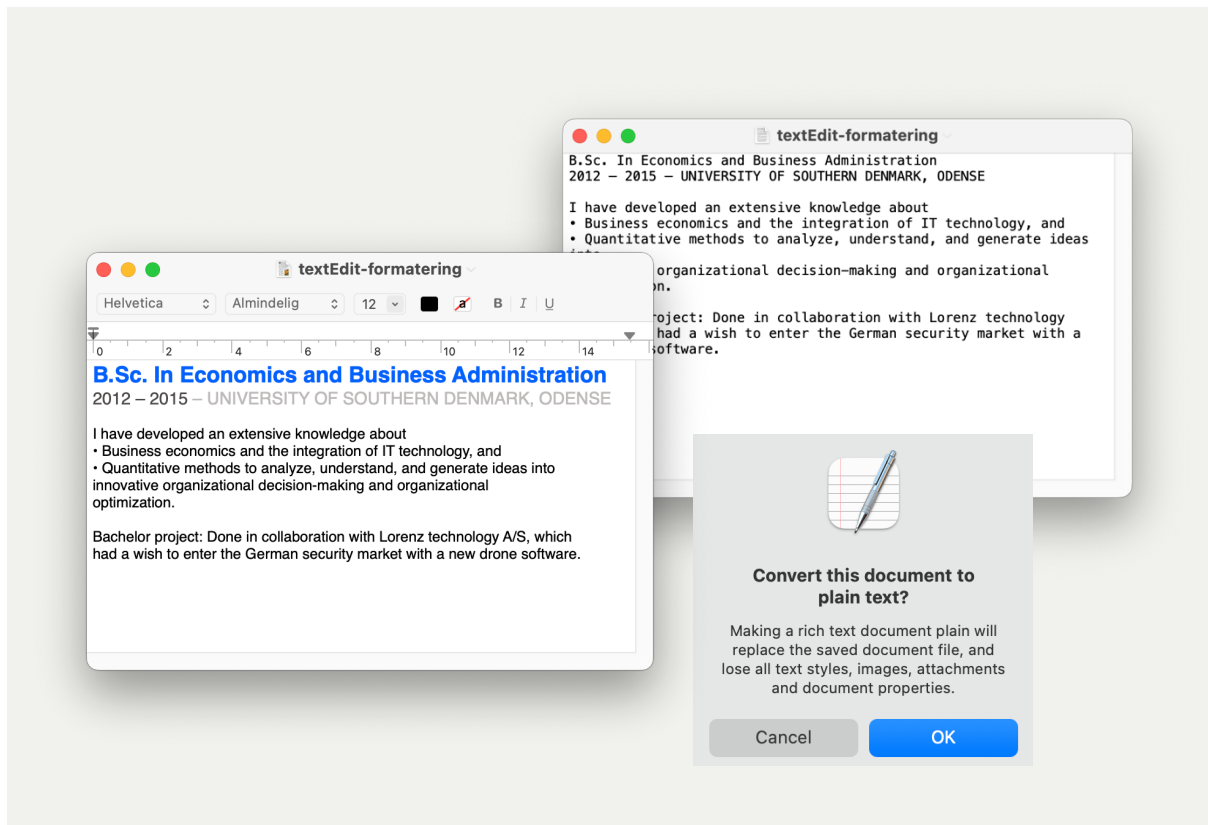 textEdit-formatering
B.Sc. In Economics and Business Administration
2012 – 2015 – UNIVERSITY OF SOUTHERN DENMARK, ODENSE
I have developed an extensive knowledge about
• Business economics and the integration of IT technology, and
• Quantitative methods to analyze, understand, and generate ideas
organizational decision-making and organizational
oject: Done in collaboration with Lorenz technology
had a wish to enter the German security market with a
software.
textEdit-formatering
Helvetica Almindelig 12 a B I U
0 2 4 6 8 10 12 14
B.Sc. In Economics and Business Administration
2012 – 2015 – UNIVERSITY OF SOUTHERN DENMARK, ODENSE
I have developed an extensive knowledge about
• Business economics and the integration of IT technology, and
• Quantitative methods to analyze, understand, and generate ideas into
innovative organizational decision-making and organizational
optimization.
Bachelor project: Done in collaboration with Lorenz technology A/S, which
had a wish to enter the German security market with a new drone software.
Convert this document to
plain text?
Making a rich text document plain will
replace the saved document file, and
lose all text styles, images, attachments
and document properties.
Cancel OK